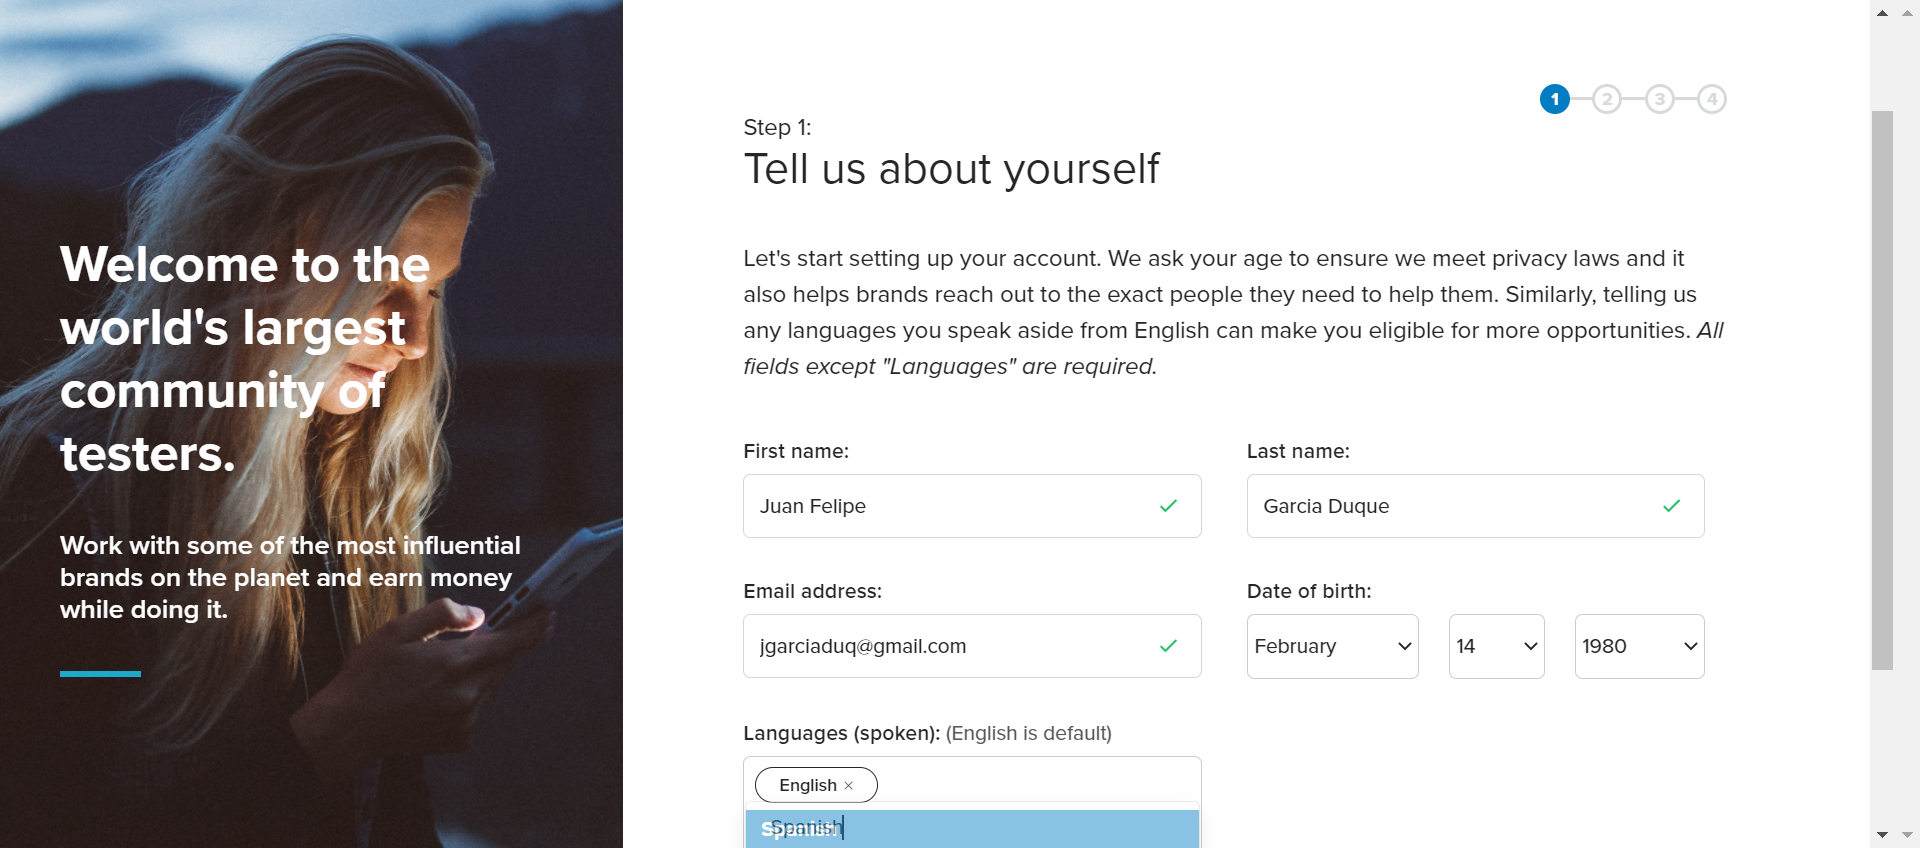 Welcome to the
world's largest
community of
testers.
Work with some of the most influential
brands on the planet and earn money
while doing it.
1 2 3 4
Step 1:
Tell us about yourself
Let's start setting up your account. We ask your age to ensure we meet privacy laws and it
also helps brands reach out to the exact people they need to help them. Similarly, telling us
any languages you speak aside from English can make you eligible for more opportunities. All
fields except "Languages" are required.
First name:
Juan Felipe
Last name:
Garcia Duque
Email address:
jgarciaduq@gmail.com
Date of birth:
February 14 1980
Languages (spoken): (English is default)
English ×
Spanish
Spanish